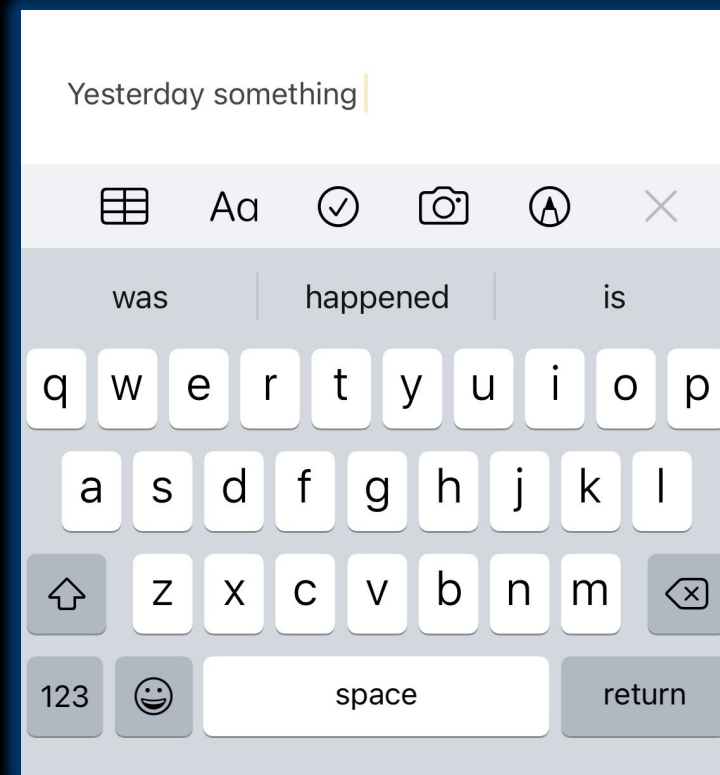 Yesterday something
Aa
was happened is
q w e r t y u i o p
a s d f g h j k l
z x c v b n m
123 space return